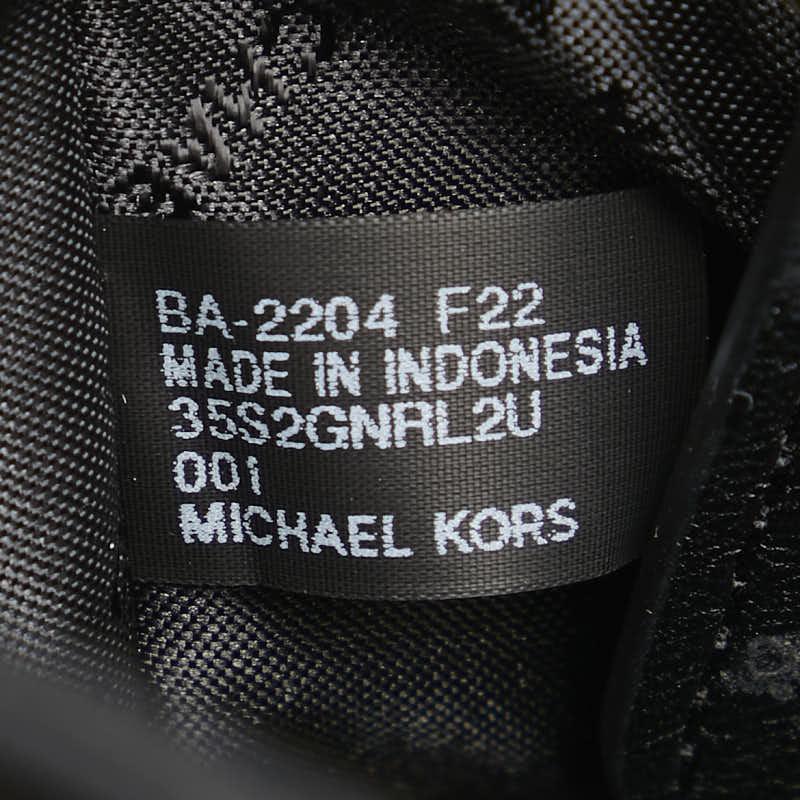 BA-2204 F22
MADE IN INDONESIA
35S2GNRL2U
001
MICHAEL KORS